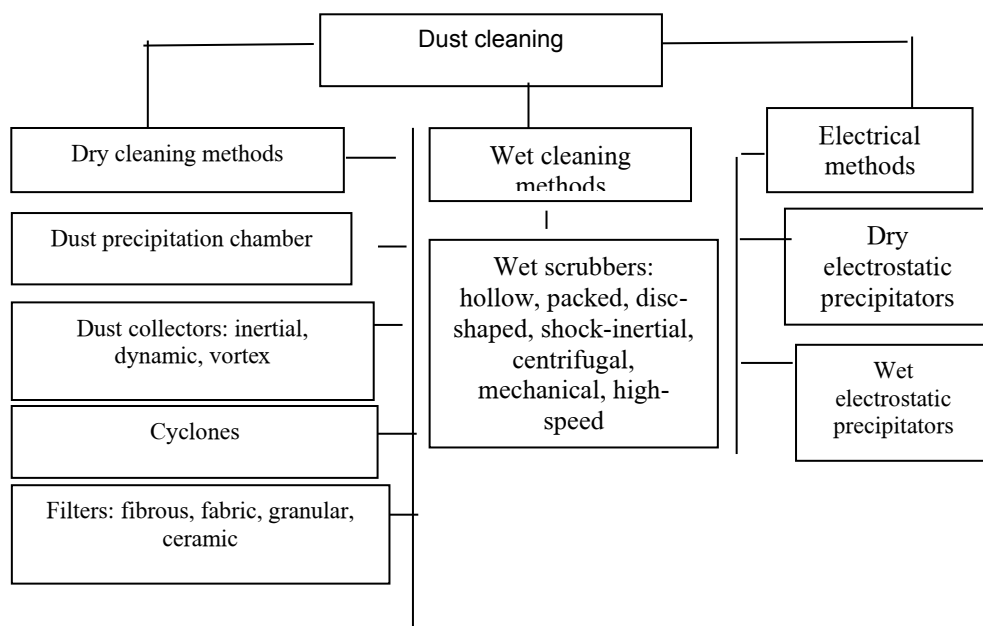 Dust cleaning
Dry cleaning methods
Dust precipitation chamber
Dust collectors: inertial,
dynamic, vortex
Cyclones
Filters: fibrous, fabric, granular,
ceramic
Wet cleaning
methods
Wet scrubbers:
hollow, packed, disc-
shaped, shock-inertial,
centrifugal,
mechanical, high-
speed
Electrical
methods
Dry
electrostatic
precipitators
Wet
electrostatic
precipitators